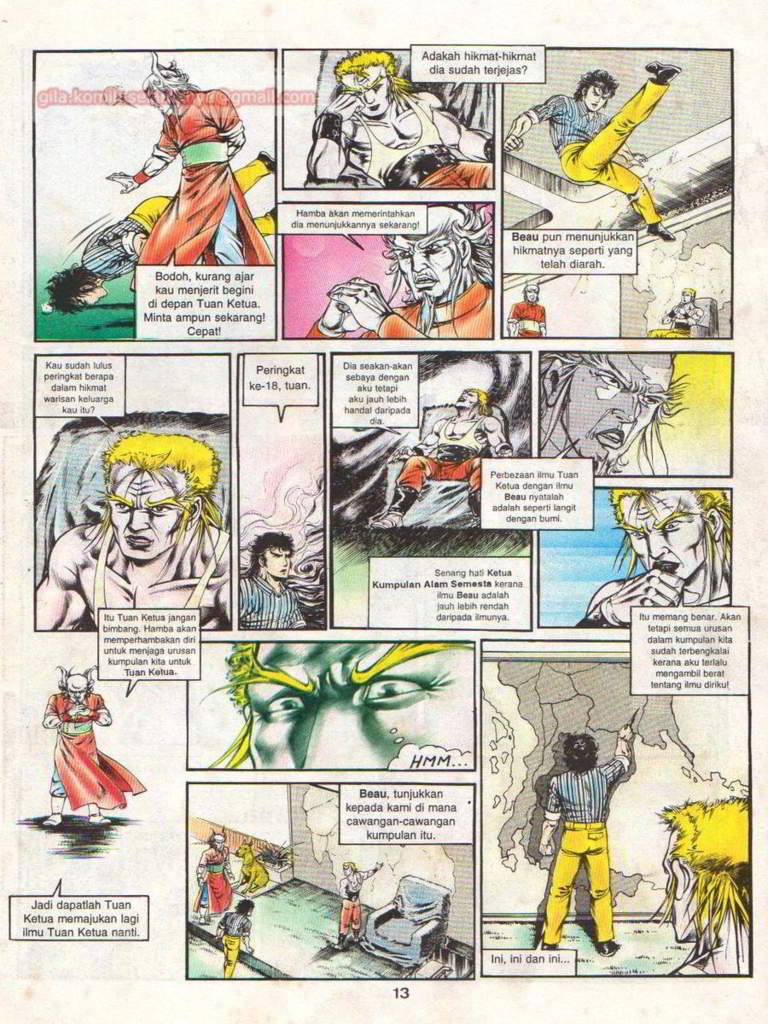 Bodoh, kurang ajar
kau menjerit begini
di depan Tuan Ketua.
Minta ampun sekarang!
Cepat!
Adakah hikmat-hikmat
dia sudah terjejas?
Hamba akan memerintahkan
dia menunjukkannya sekarang!
Beau pun menunjukkan
hikmatnya seperti yang
telah diarah.
Kau sudah lulus
peringkat berapa
dalam hikmat
warisan keluarga
kau itu?
Peringkat
ke-18, tuan.
Dia seakan-akan
sebaya dengan
aku tetapi
aku jauh lebih
handal daripada
dia.
Perbezaan ilmu Tuan
Ketua dengan ilmu
Beau nyatalah
adalah seperti langit
dengan bumi.
Senang hati Ketua
Kumpulan Alam Semesta kerana
ilmu Beau adalah
jauh lebih rendah
daripada ilmunya.
Itu memang benar. Akan
tetapi semua urusan
dalam kumpulan kita
sudah terbengkalai
kerana aku terlalu
mengambil berat
tentang ilmu diriku!
Itu Tuan Ketua jangan
bimbang. Hamba akan
memperhambakan diri
untuk menjaga urusan
kumpulan kita untuk
Tuan Ketua.
Jadi dapatlah Tuan
Ketua memajukan lagi
ilmu Tuan Ketua nanti.
HMM...
Beau, tunjukkan
kepada kami di mana
cawangan-cawangan
kumpulan itu.
Ini, ini dan ini...
13